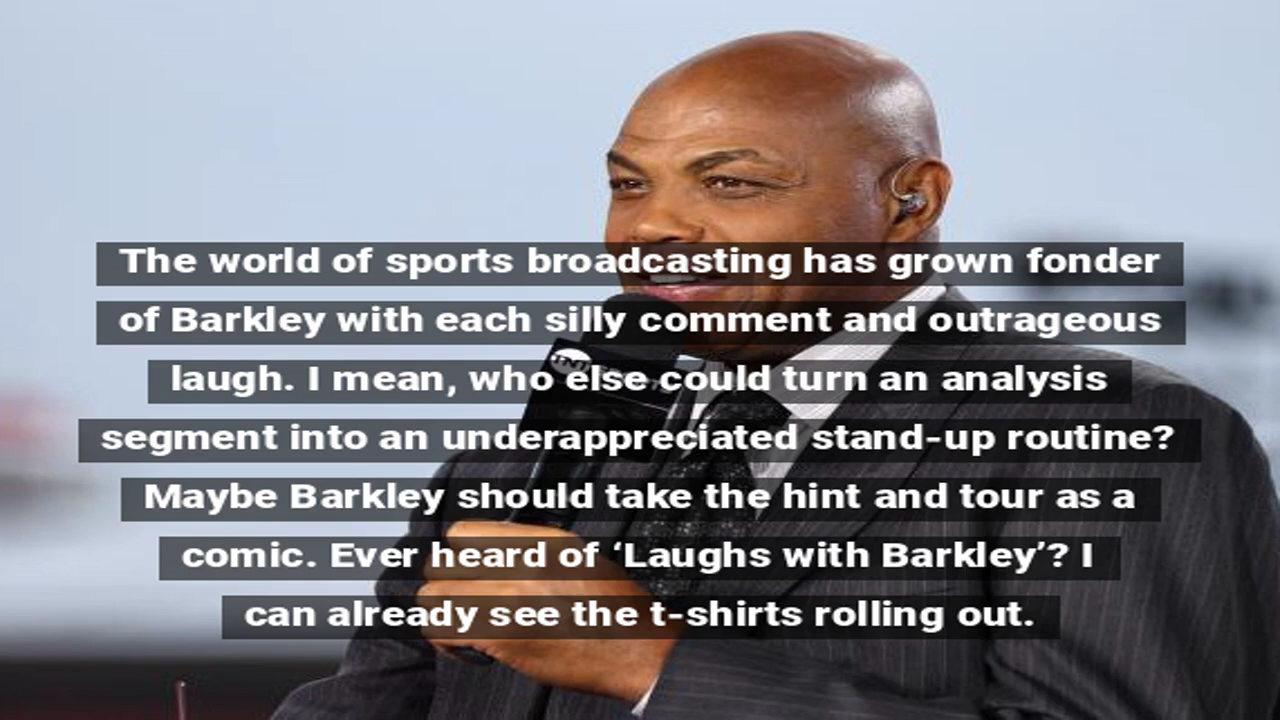 The world of sports broadcasting has grown fonder
of Barkley with each silly comment and outrageous
laugh. I mean, who else could turn an analysis
segment into an underappreciated stand-up routine?
Maybe Barkley should take the hint and tour as a
comic. Ever heard of ‘Laughs with Barkley’? I
can already see the t-shirts rolling out.
TNT